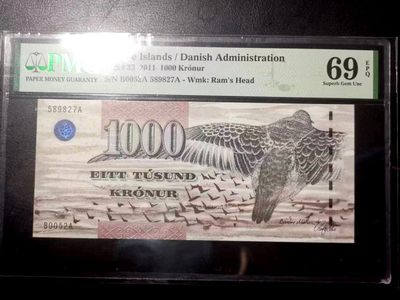 PM
Islands / Danish Administration
2011 1000 Krónur
PAPER MONEY GUARANTY
S/N B0052A 589827A - Wmk: Ram's Head
69 EPQ
Superb Gem Unc
589827A
1000
EITT TÚSUND
KRÓNUR
B0052A